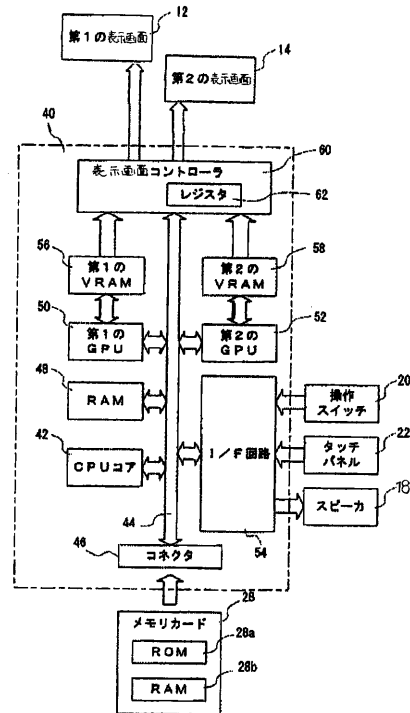 12
第1の表示画面
14
第2の表示画面
40
60
表示画面コントローラ
レジスタ
62
56
第1の
VRAM
第2の
VRAM
58
50
第1の
GPU
第2の
GPU
52
48
RAM
操作
スイッチ
20
42
CPUコア
I/F回路
タッチ
パネル
22
44
スピーカ
18
46
コネクタ
54
28
メモリカード
ROM
28a
RAM
28b